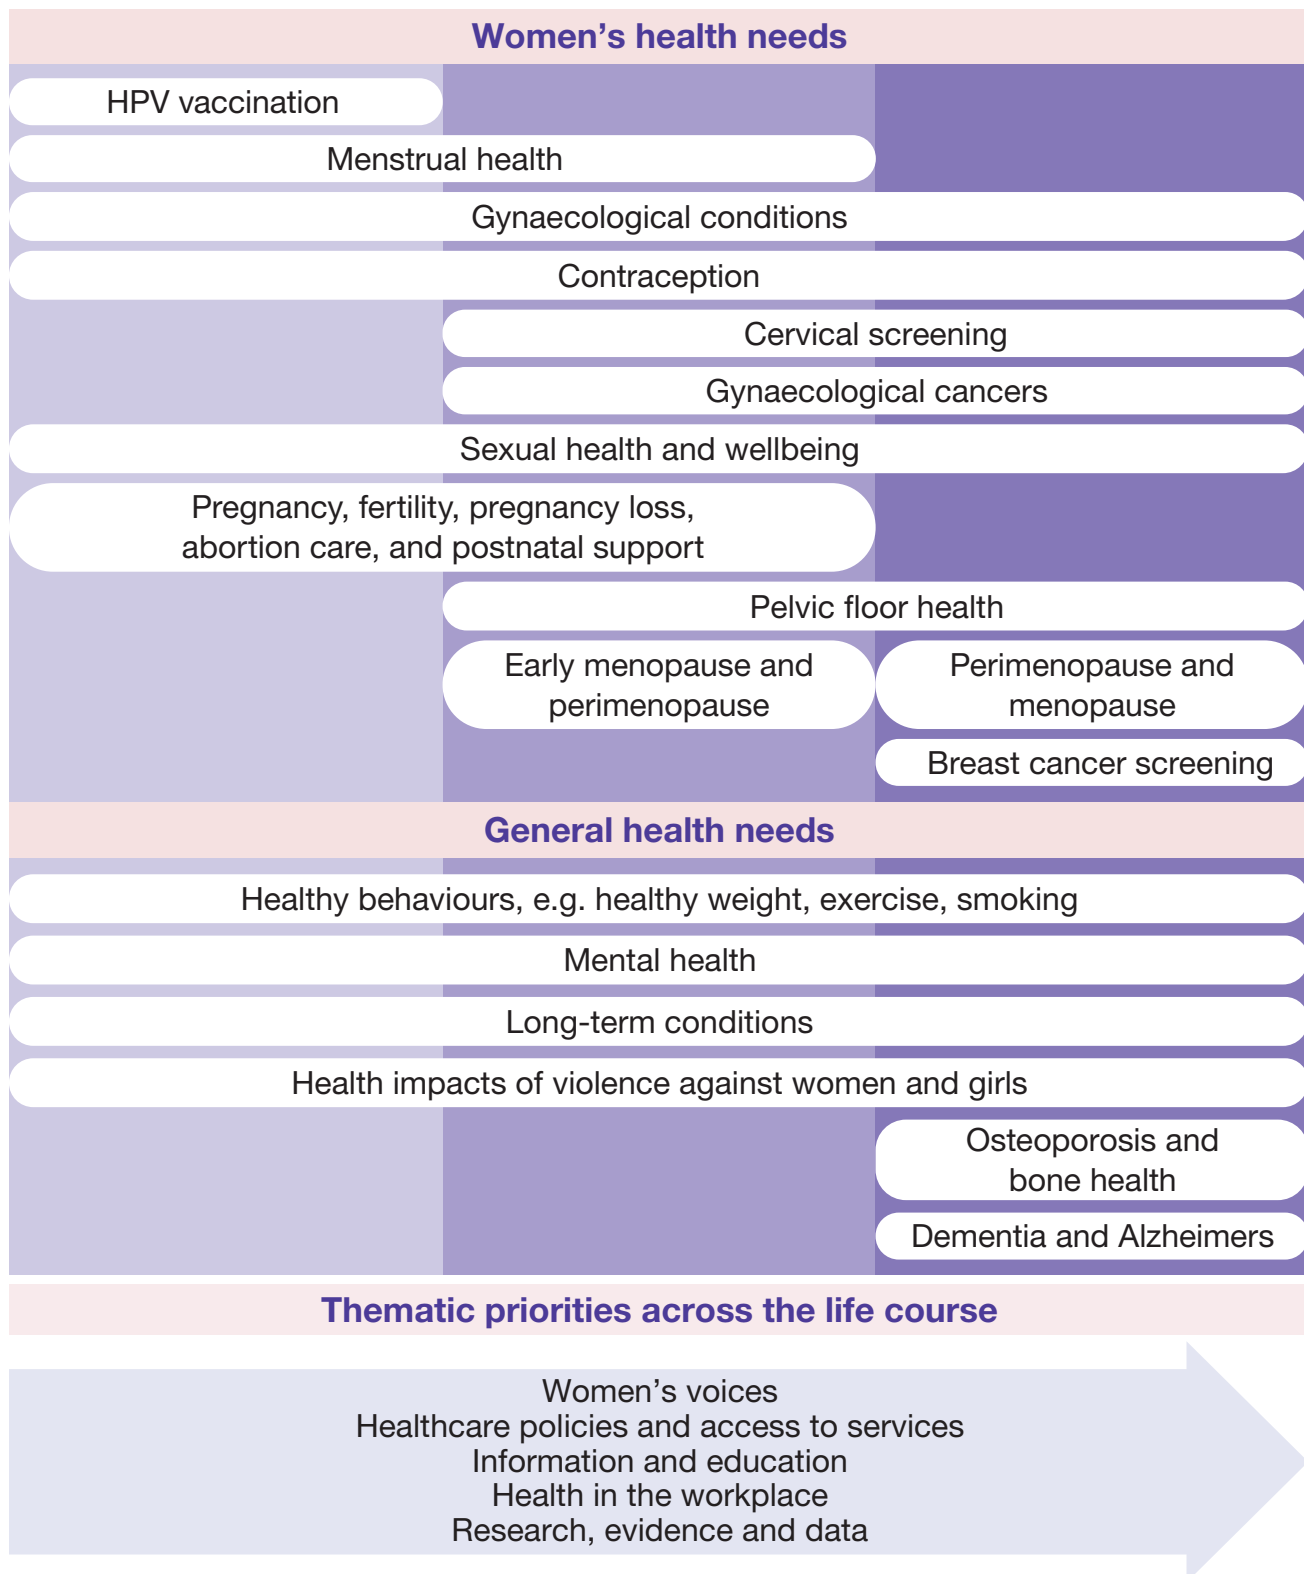 Women’s health needs
HPV vaccination
Menstrual health
Gynaecological conditions
Contraception
Cervical screening
Gynaecological cancers
Sexual health and wellbeing
Pregnancy, fertility, pregnancy loss,
abortion care, and postnatal support
Pelvic floor health
Early menopause and
perimenopause
Perimenopause and
menopause
Breast cancer screening
General health needs
Healthy behaviours, e.g. healthy weight, exercise, smoking
Mental health
Long-term conditions
Health impacts of violence against women and girls
Osteoporosis and
bone health
Dementia and Alzheimers
Thematic priorities across the life course
Women’s voices
Healthcare policies and access to services
Information and education
Health in the workplace
Research, evidence and data